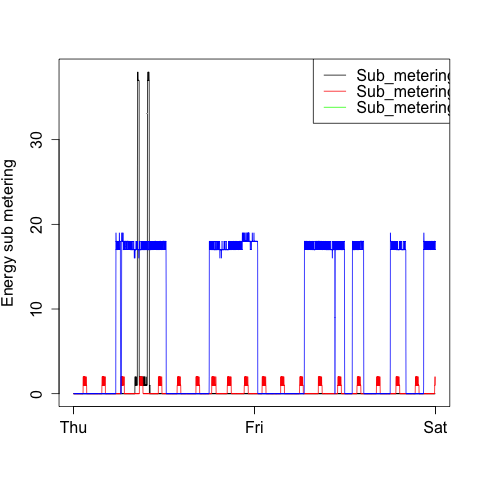 Sub_metering
Sub_metering
Sub_metering
Energy sub metering
30
20
10
0
Thu Fri Sat